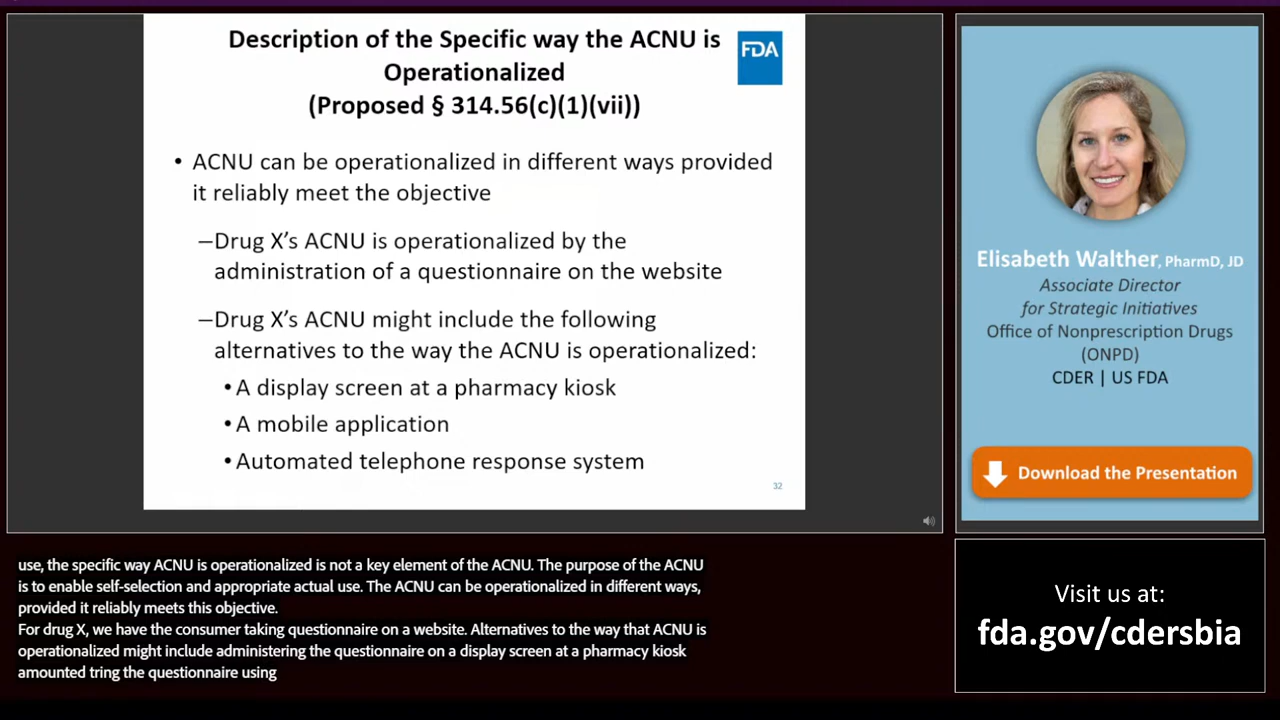 Description of the Specific way the ACNU is
Operationalized
(Proposed § 314.56(c)(1)(vii))
FDA
• ACNU can be operationalized in different ways provided
it reliably meet the objective
–Drug X's ACNU is operationalized by the
administration of a questionnaire on the website
–Drug X's ACNU might include the following
alternatives to the way the ACNU is operationalized:
• A display screen at a pharmacy kiosk
• A mobile application
• Automated telephone response system
32
Elisabeth Walther, PharmD, JD
Associate Director
for Strategic Initiatives
Office of Nonprescription Drugs
(ONPD)
CDER | US FDA
Download the Presentation
use, the specific way ACNU is operationalized is not a key element of the ACNU. The purpose of the ACNU
is to enable self-selection and appropriate actual use. The ACNU can be operationalized in different ways,
provided it reliably meets this objective.
For drug X, we have the consumer taking questionnaire on a website. Alternatives to the way that ACNU is
operationalized might include administering the questionnaire on a display screen at a pharmacy kiosk
amounted tring the questionnaire using
Visit us at:
fda.gov/cdersbia